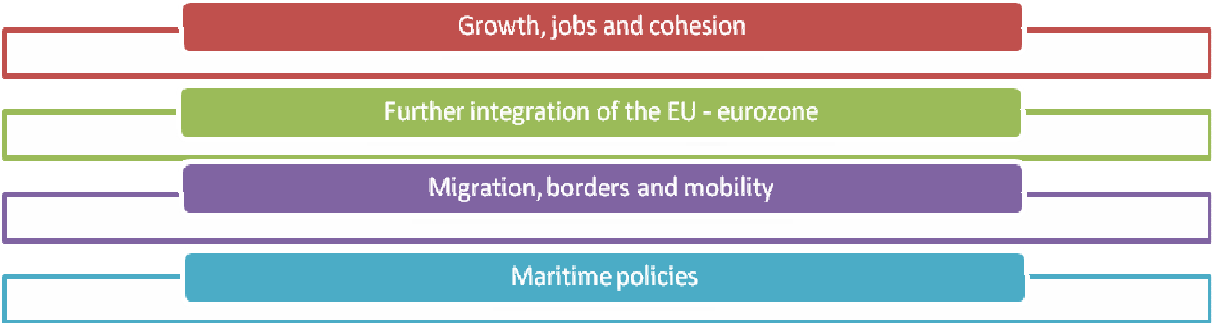 Growth, jobs and cohesion
Further integration of the EU - eurozone
Migration, borders and mobility
Maritime policies